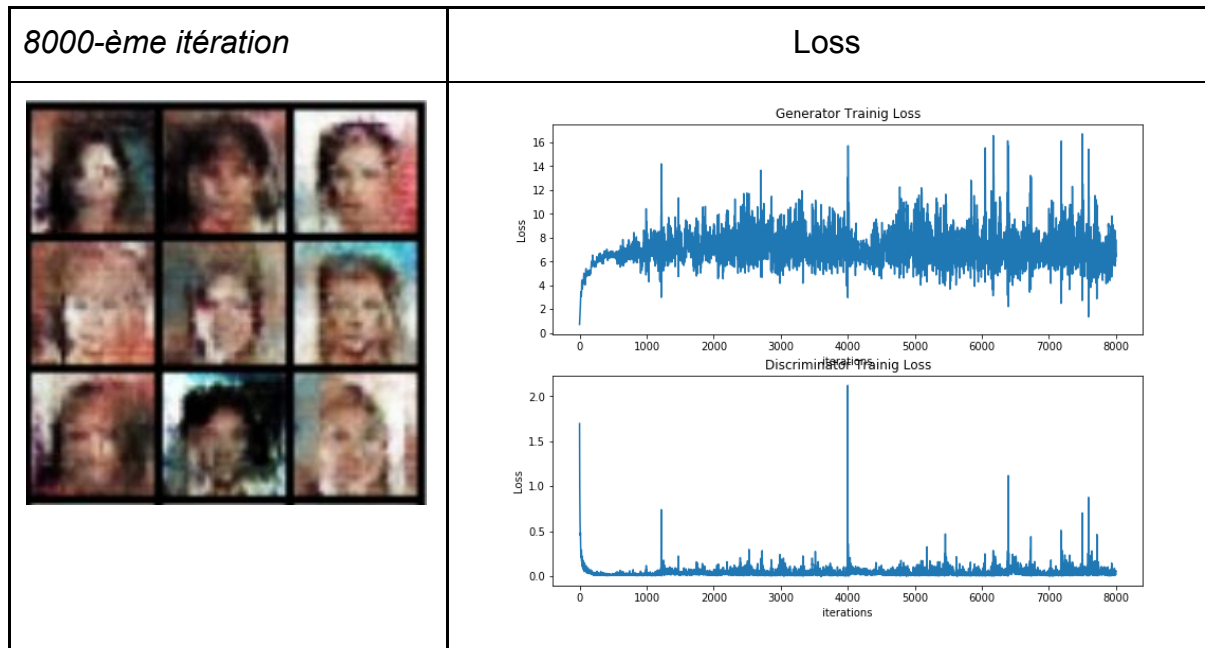 8000-ème itération
Loss
Generator Trainig Loss
16
14
12
10
8
6
4
2
0
Loss
0 1000 2000 3000 4000 5000 6000 7000 8000
iterations
Discriminator Trainig Loss
2.0
1.5
1.0
0.5
0.0
Loss
0 1000 2000 3000 4000 5000 6000 7000 8000
iterations